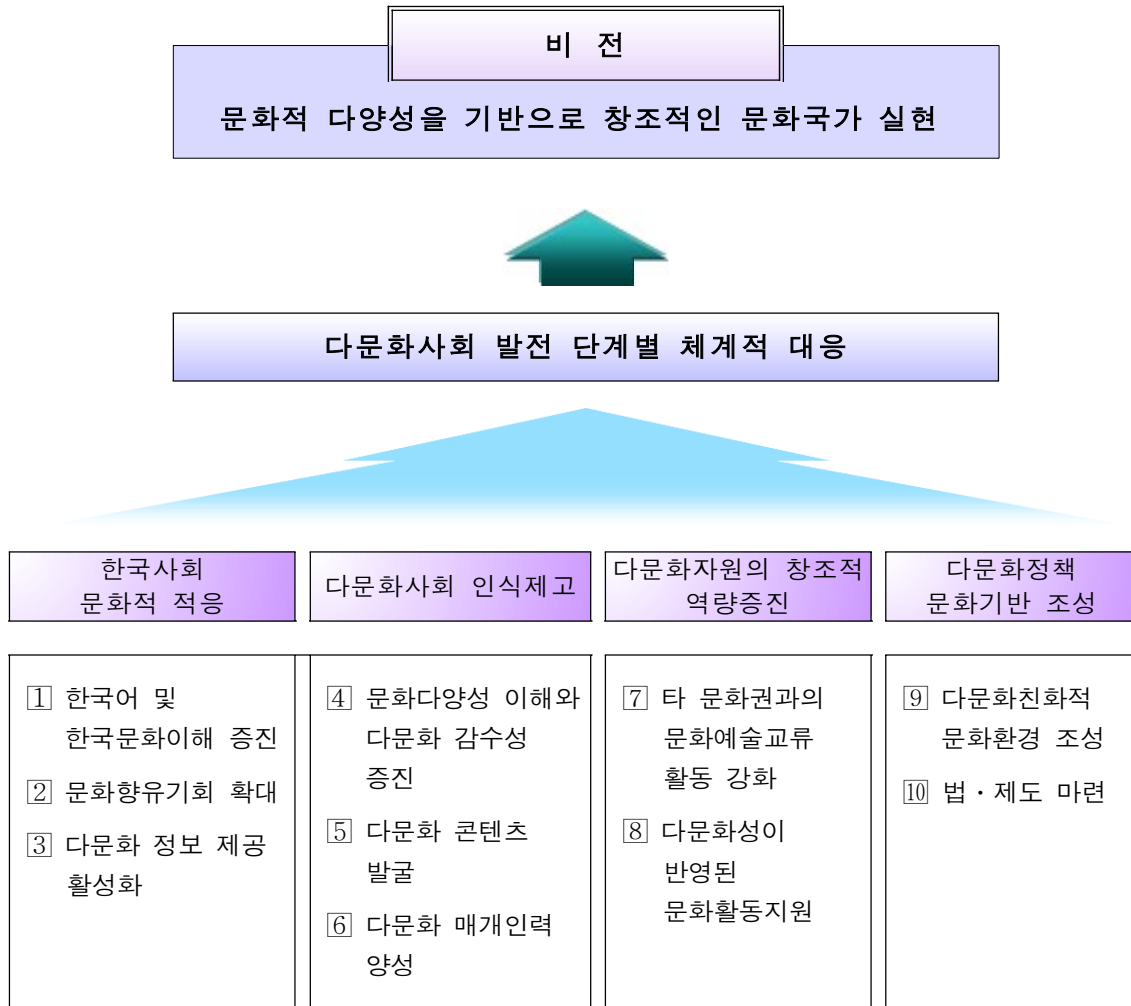 비 전
문화적 다양성을 기반으로 창조적인 문화국가 실현
다문화사회 발전 단계별 체계적 대응
한국사회
문화적 적응
다문화사회 인식제고
다문화자원의 창조적
역량증진
다문화정책
문화기반 조성
1 한국어 및
한국문화이해 증진
2 문화향유기회 확대
3 다문화 정보 제공
활성화
4 문화다양성 이해와
다문화 감수성
증진
5 다문화 콘텐츠
발굴
6 다문화 매개인력
양성
7 타 문화권과의
문화예술교류
활동 강화
8 다문화성이
반영된
문화활동지원
9 다문화친화적
문화환경 조성
10 법・제도 마련